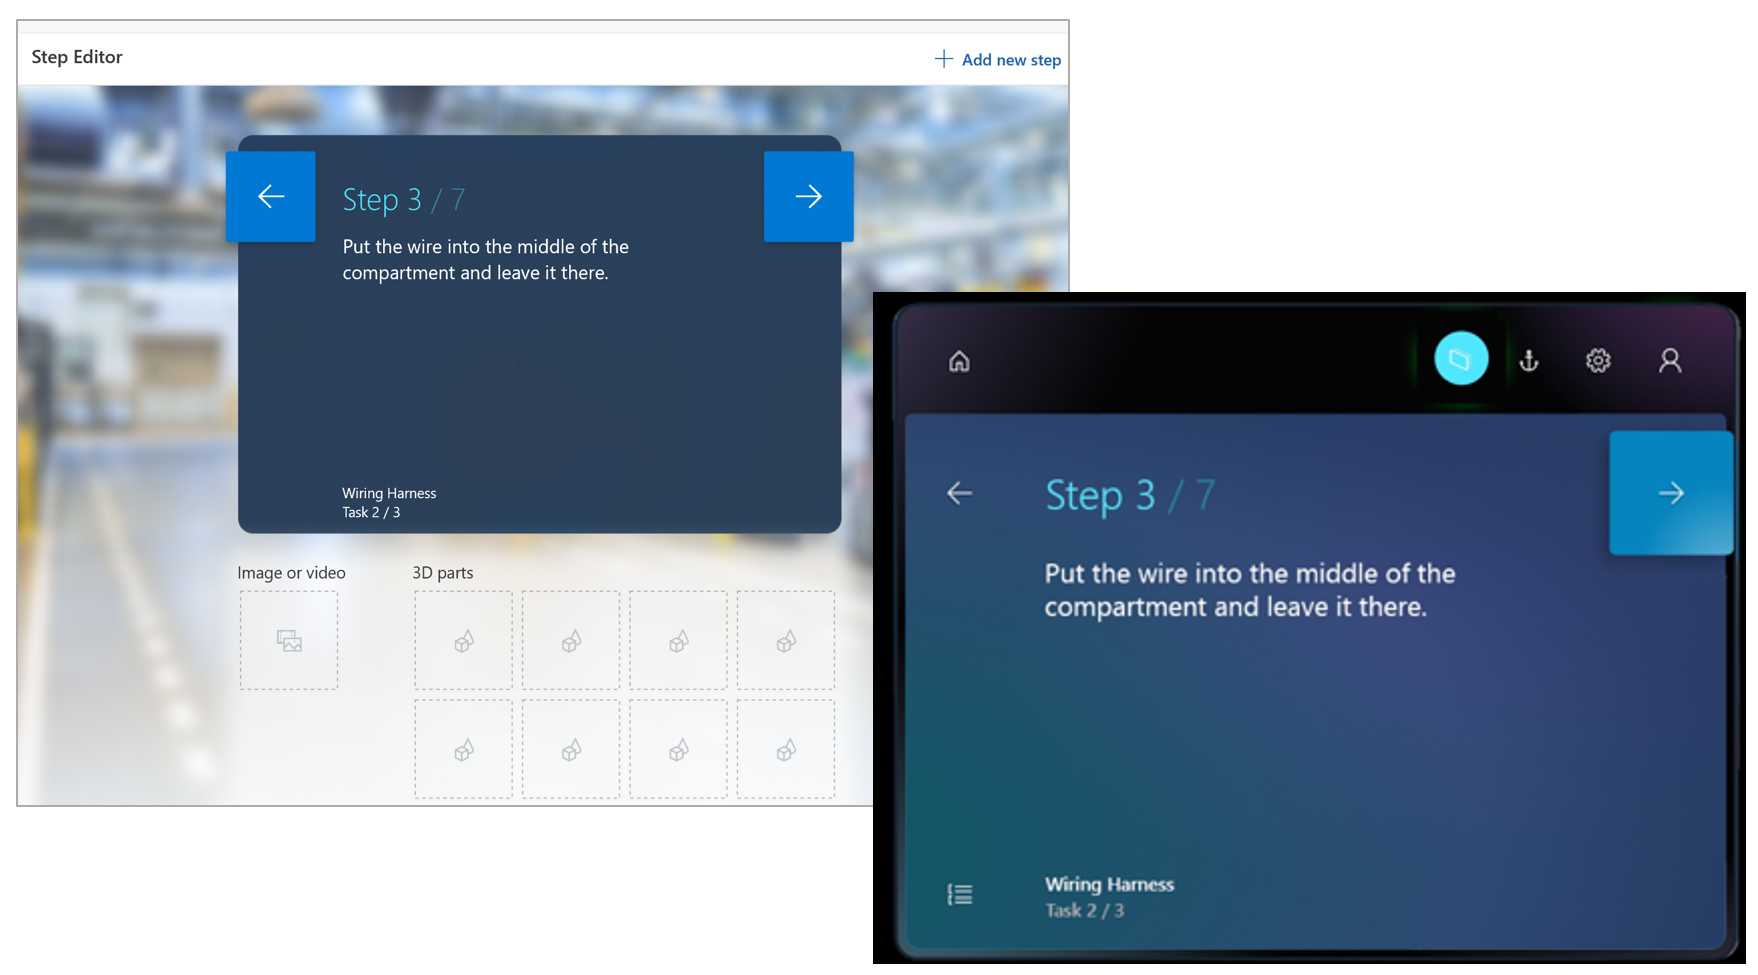 Step Editor
Add new step
Step 3 / 7
Put the wire into the middle of the
compartment and leave it there.
Wiring Harness
Task 2 / 3
Image or video
3D parts
Step 3 / 7
Put the wire into the middle of the
compartment and leave it there.
Wiring Harness
Task 2 / 3